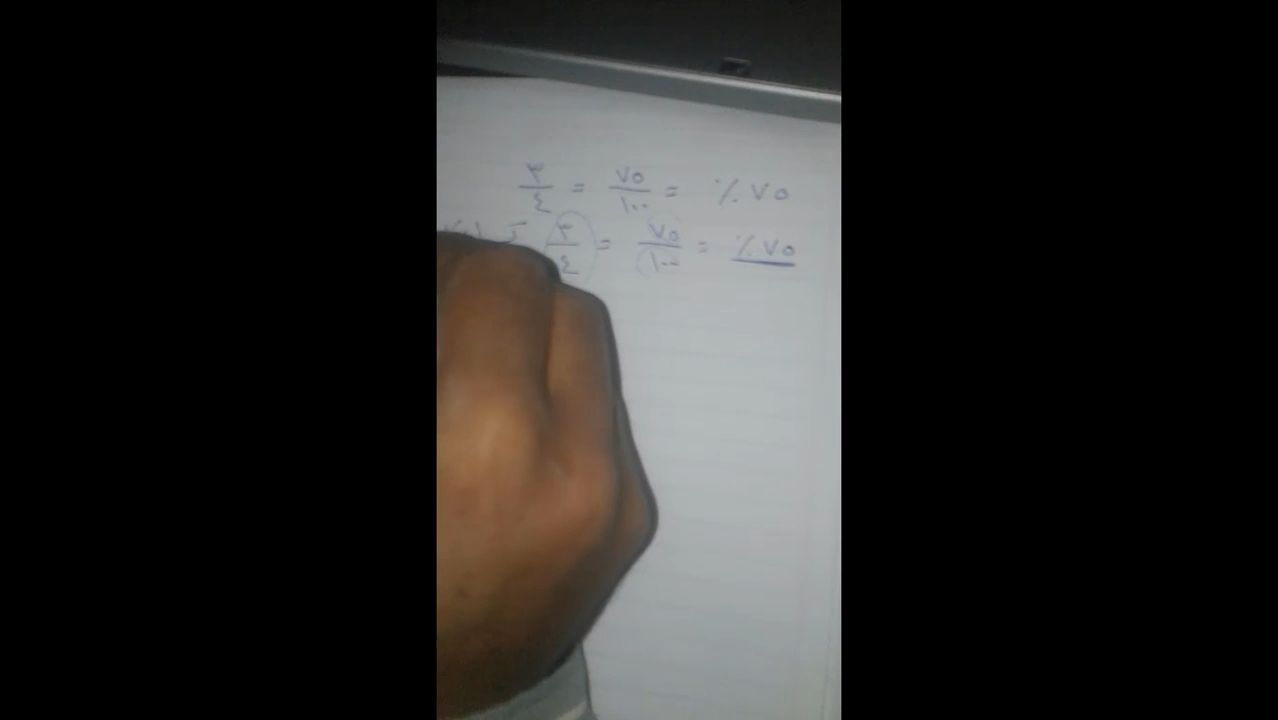 ٣/٤ = ٧٥/١٠٠ = ٪ ٧٥
٣/٤ = ٧٥/١٠٠ = ٪ ٧٥